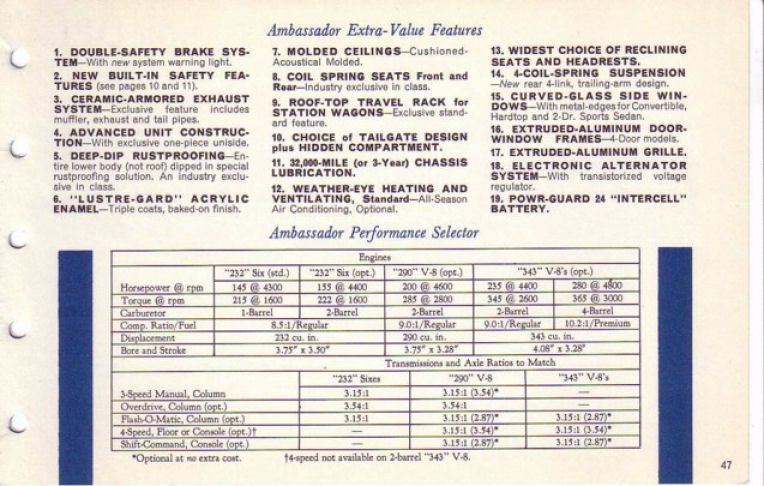 Ambassador Extra-Value Features
1. DOUBLE-SAFETY BRAKE SYS-
TEM—With new system warning light.
2. NEW BUILT-IN SAFETY FEA-
TURES (see pages 10 and 11).
3. CERAMIC-ARMORED EXHAUST
SYSTEM—Exclusive feature includes
muffler, exhaust and tail pipes.
4. ADVANCED UNIT CONSTRUC-
TION—With exclusive one-piece uniside.
5. DEEP-DIP RUSTPROOFING—En-
tire lower body (not roof) dipped in special
rustproofing solution. An industry exclu-
sive in class.
6. "LUSTRE-GARD" ACRYLIC
ENAMEL—Triple coats, baked-on finish.
7. MOLDED CEILINGS—Cushioned-
Acoustical Molded.
8. COIL SPRING SEATS Front and
Rear—Industry exclusive in class.
9. ROOF-TOP TRAVEL RACK for
STATION WAGONS—Exclusive stand-
ard feature.
10. CHOICE of TAILGATE DESIGN
plus HIDDEN COMPARTMENT.
11. 32,000-MILE (or 3-Year) CHASSIS
LUBRICATION.
12. WEATHER-EYE HEATING AND
VENTILATING, Standard—All-Season
Air Conditioning, Optional.
13. WIDEST CHOICE OF RECLINING
SEATS AND HEADRESTS.
14. 4-COIL-SPRING SUSPENSION
—New rear 4-link, trailing-arm design.
15. CURVED-GLASS SIDE WIN-
DOWS—With metal-edges for Convertible,
Hardtop and 2-Dr. Sports Sedan.
16. EXTRUDED-ALUMINUM DOOR-
WINDOW FRAMES—4-Door models.
17. EXTRUDED-ALUMINUM GRILLE.
18. ELECTRONIC ALTERNATOR
SYSTEM—With transistorized voltage
regulator.
19. POWR-GUARD 24 "INTERCELL"
BATTERY.
Ambassador Performance Selector
Engines
"232" Six (std.) "232" Six (opt.) "290" V-8 (opt.) "343" V-8's (opt.)
Horsepower @ rpm 145 @ 4300 155 @ 4400 200 @ 4600 235 @ 4400 280 @ 4800
Torque @ rpm 215 @ 1600 222 @ 1600 285 @ 2800 345 @ 2600 365 @ 3000
Carburetor 1-Barrel 2-Barrel 2-Barrel 2-Barrel 4-Barrel
Comp. Ratio/Fuel 8.5:1/Regular 9.0:1/Regular 9.0:1/Regular 10.2:1/Premium
Displacement 232 cu. in. 290 cu. in. 343 cu. in.
Bore and Stroke 3.75" x 3.50" 3.75" x 3.28" 4.08" x 3.28"
Transmissions and Axle Ratios to Match
"232" Sixes "290" V-8 "343" V-8's
3-Speed Manual, Column 3.15:1 3.15:1 (3.54)* —
Overdrive, Column (opt.) 3.54:1 3.54:1 —
Flash-O-Matic, Column (opt.) 3.15:1 3.15:1 (2.87)* 3.15:1 (2.87)*
4-Speed, Floor or Console (opt.)† — 3.15:1 (3.54)* 3.15:1 (3.54)*
Shift-Command, Console (opt.) — 3.15:1 (2.87)* 3.15:1 (2.87)*
*Optional at no extra cost. †4-speed not available on 2-barrel "343" V-8.
47